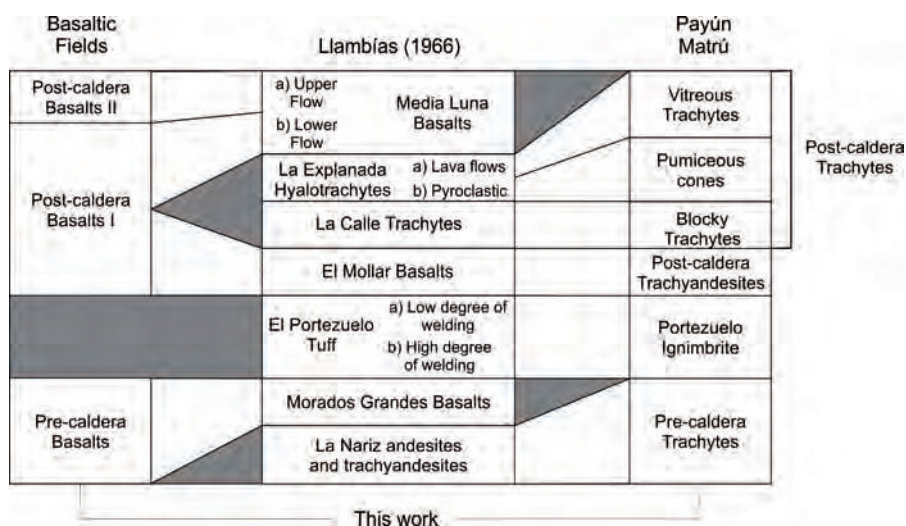 Basaltic
Fields
Llambías (1966)
Payún
Matrú
Post-caldera
Basalts II
a) Upper
Flow
b) Lower
Flow
Media Luna
Basalts
Vitreous
Trachytes
Post-caldera
Trachytes
Post-caldera
Basalts I
La Explanada
Hyalotrachytes
a) Lava flows
b) Pyroclastic
Pumiceous
cones
La Calle Trachytes
Blocky
Trachytes
El Mollar Basalts
Post-caldera
Trachyandesites
El Portezuelo
Tuff
a) Low degree of
welding
b) High degree
of welding
Portezuelo
Ignimbrite
Pre-caldera
Basalts
Morados Grandes Basalts
La Nariz andesites
and trachyandesites
Pre-caldera
Trachytes
This work